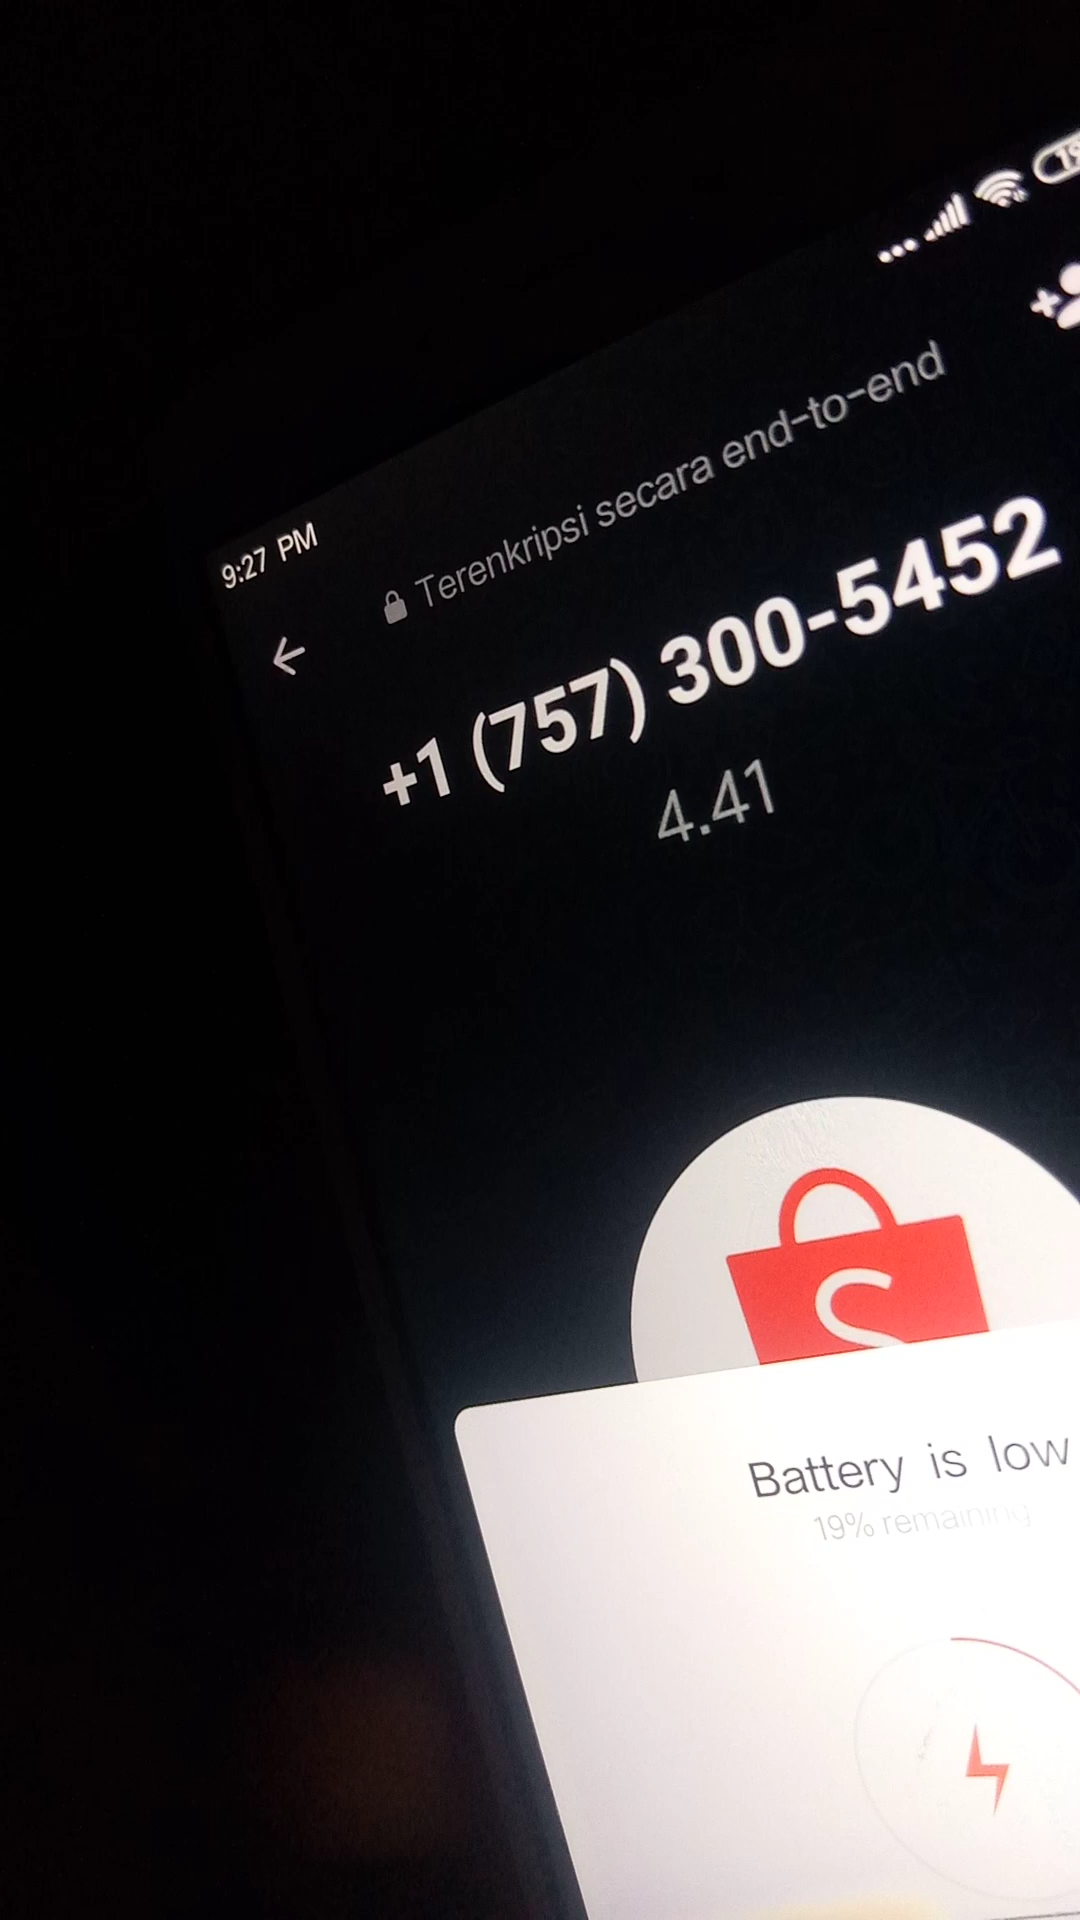 19
9:27 PM
Terenkripsi secara end-to-end
+1 (757) 300-5452
4.41
S
Battery is low
19% remaining